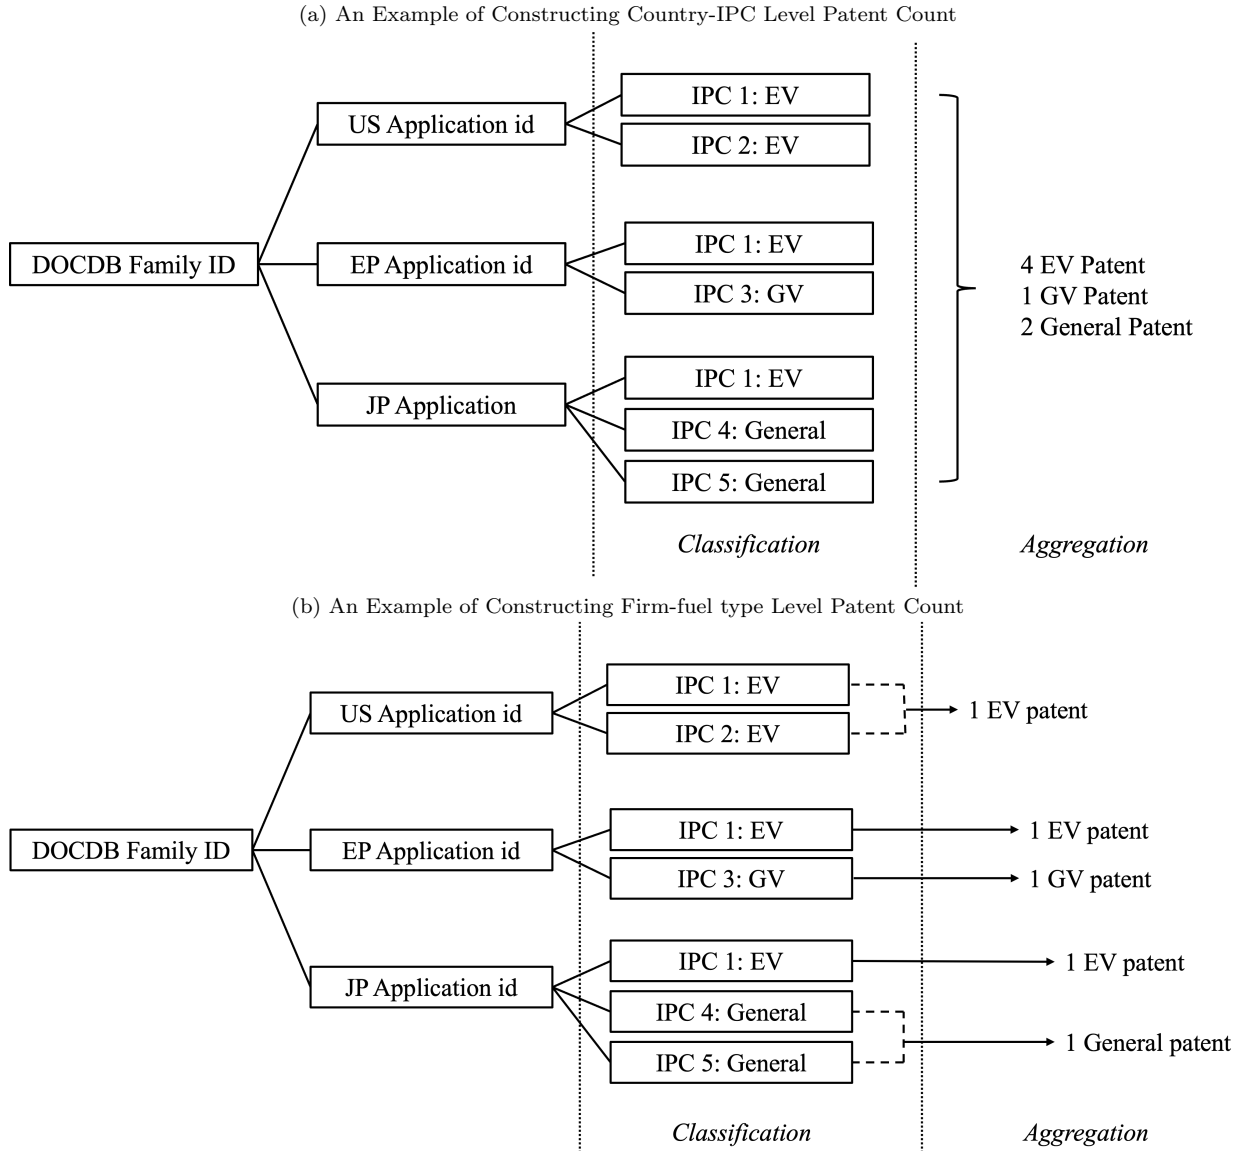 (a) An Example of Constructing Country-IPC Level Patent Count
IPC 1: EV
US Application id
IPC 2: EV
IPC 1: EV
DOCDB Family ID
EP Application id
IPC 3: GV
4 EV Patent
1 GV Patent
2 General Patent
IPC 1: EV
JP Application
IPC 4: General
IPC 5: General
Classification
Aggregation
(b) An Example of Constructing Firm-fuel type Level Patent Count
IPC 1: EV
US Application id
IPC 2: EV
1 EV patent
IPC 1: EV
1 EV patent
DOCDB Family ID
EP Application id
IPC 3: GV
1 GV patent
IPC 1: EV
1 EV patent
JP Application id
IPC 4: General
IPC 5: General
1 General patent
Classification
Aggregation